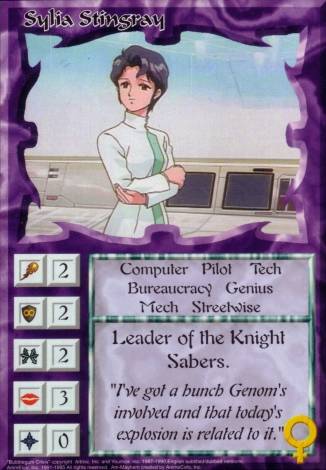 Sylia Stingray
2
2
2
3
0
Computer Pilot Tech
Bureaucracy Genius
Mech Streetwise
Leader of the Knight
Sabers.
"I've got a hunch Genom's
involved and that today's
explosion is related to it."